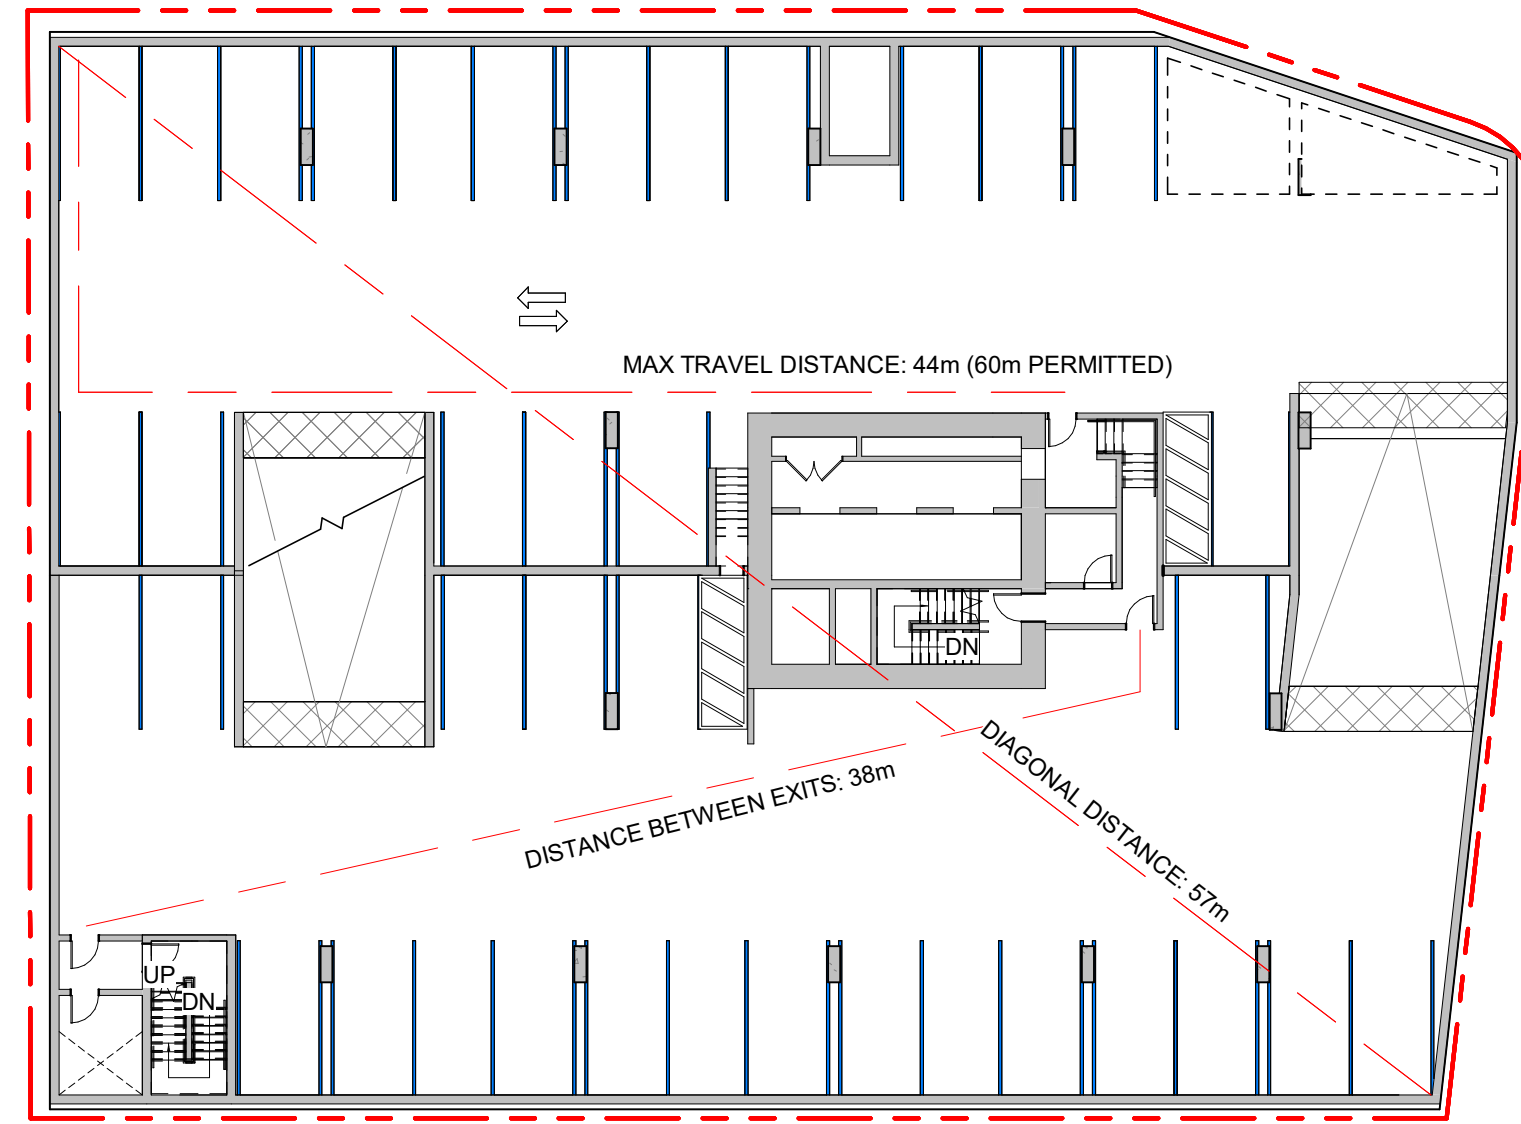 MAX TRAVEL DISTANCE: 44m (60m PERMITTED)
DN
DIAGONAL DISTANCE: 57m
DISTANCE BETWEEN EXITS: 38m
UP
DN